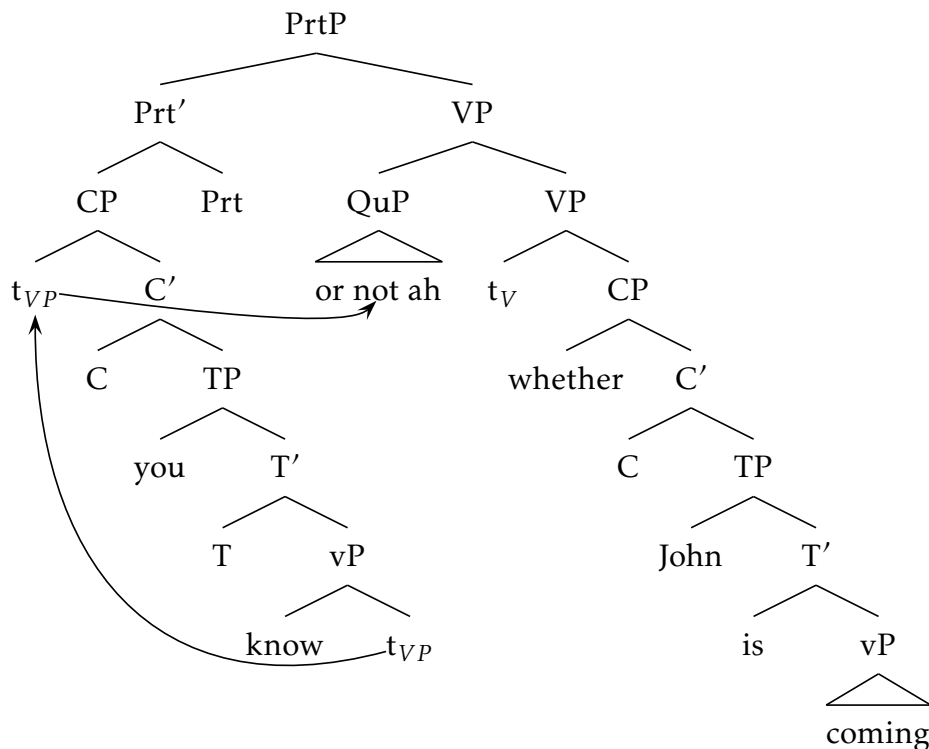 PrtP
Prt′ VP
CP Prt QuP VP
t_VP C′ or not ah t_V CP
C TP whether C′
you T′ C TP
T vP John T′
know t_VP is vP
coming